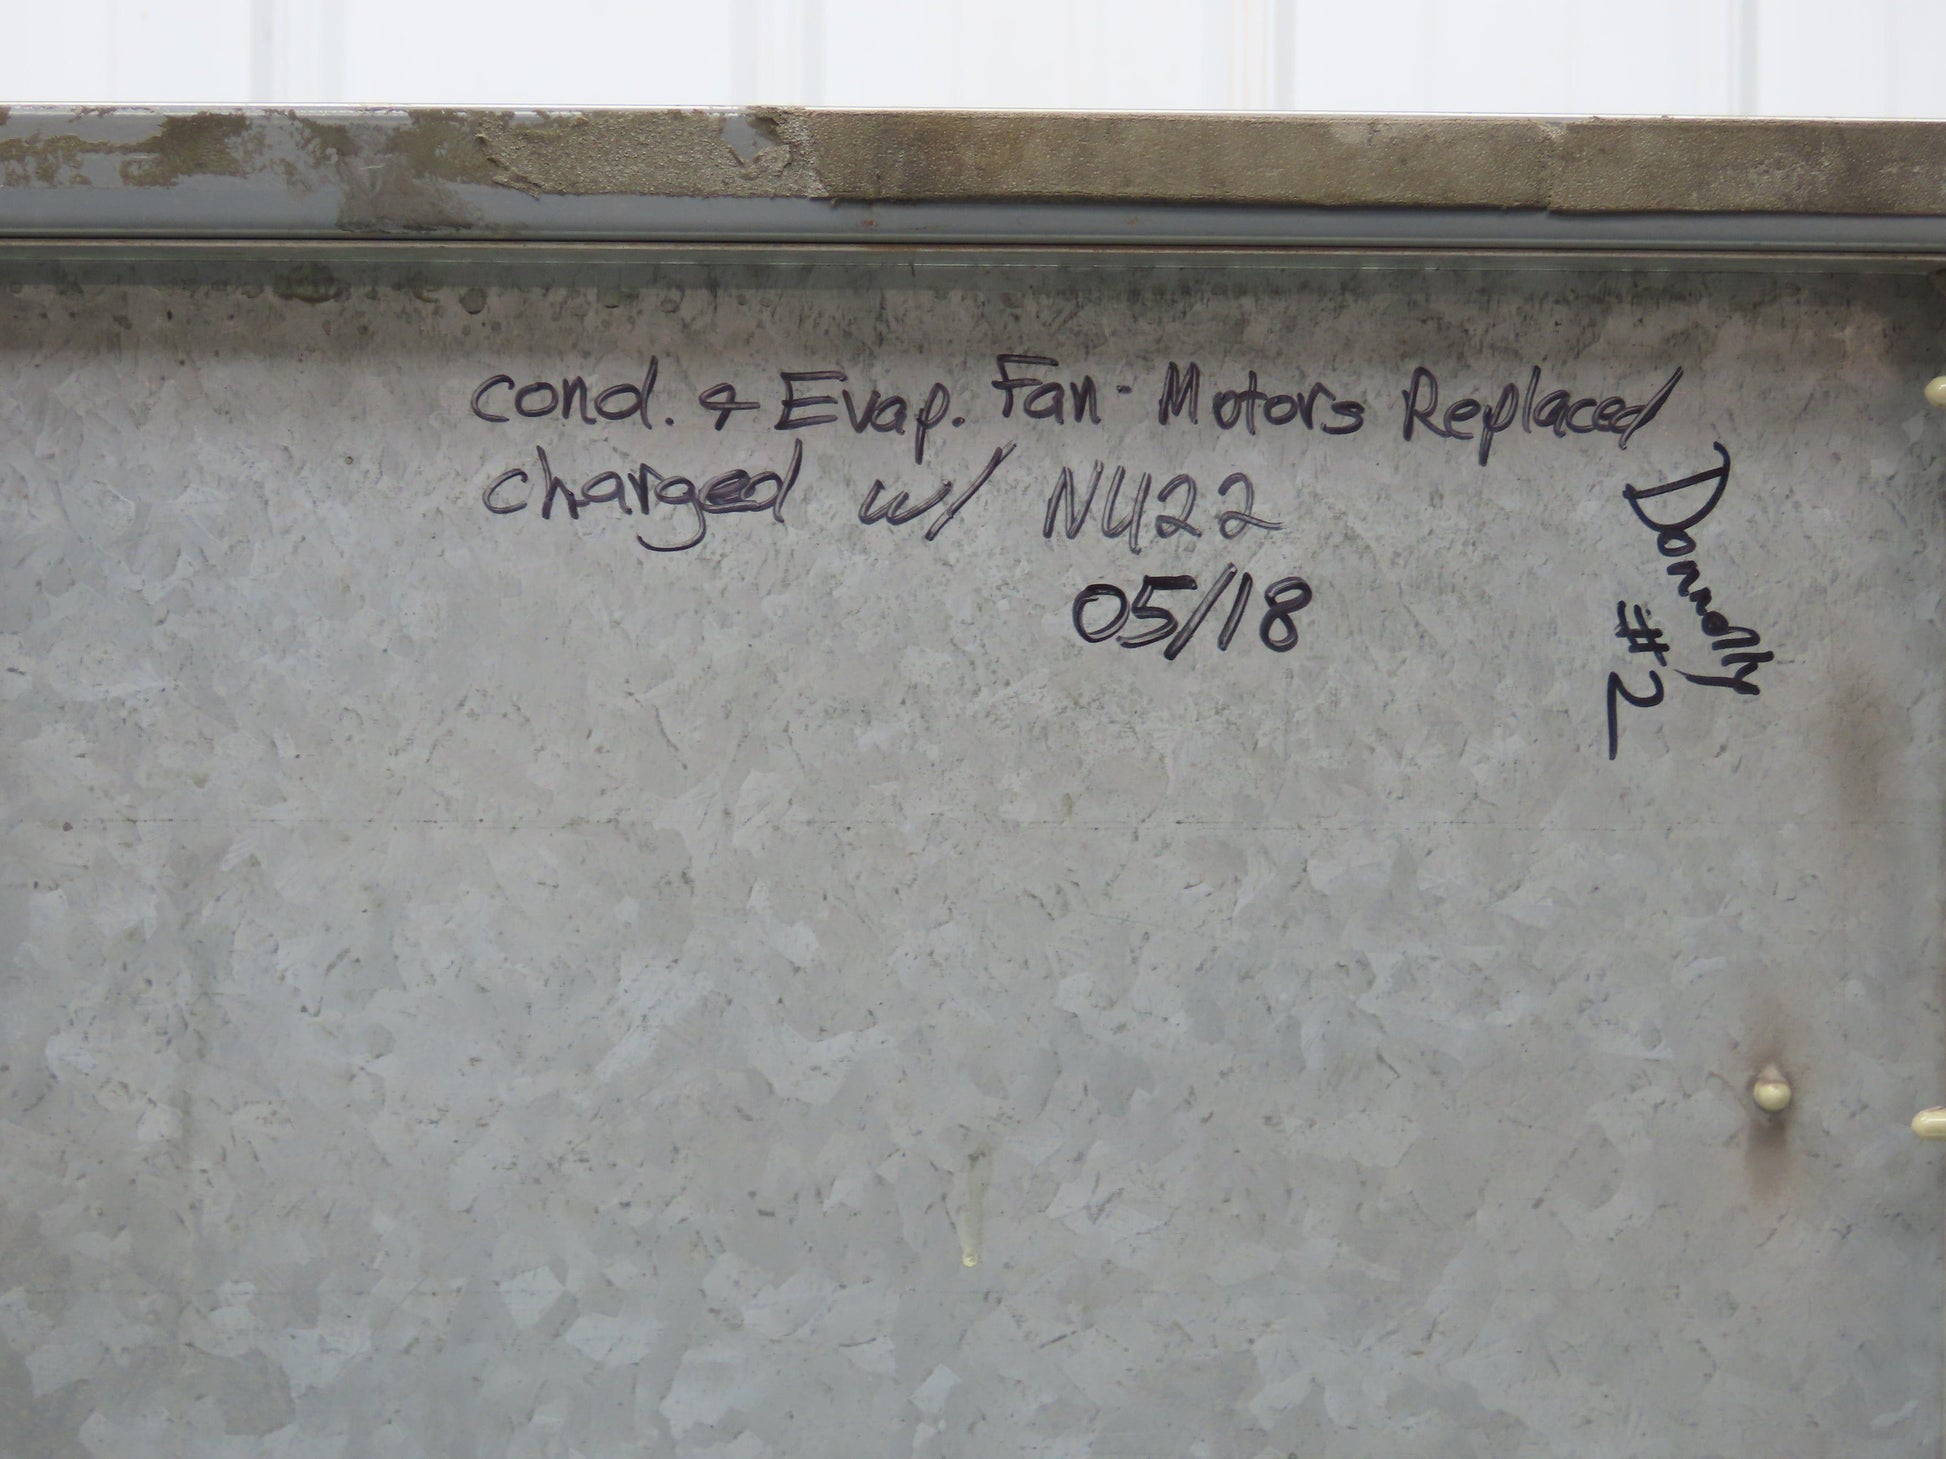 cond. & Evap. Fan-Motors Replaced
charged w/ NU22
05/18
Donnelly
#2